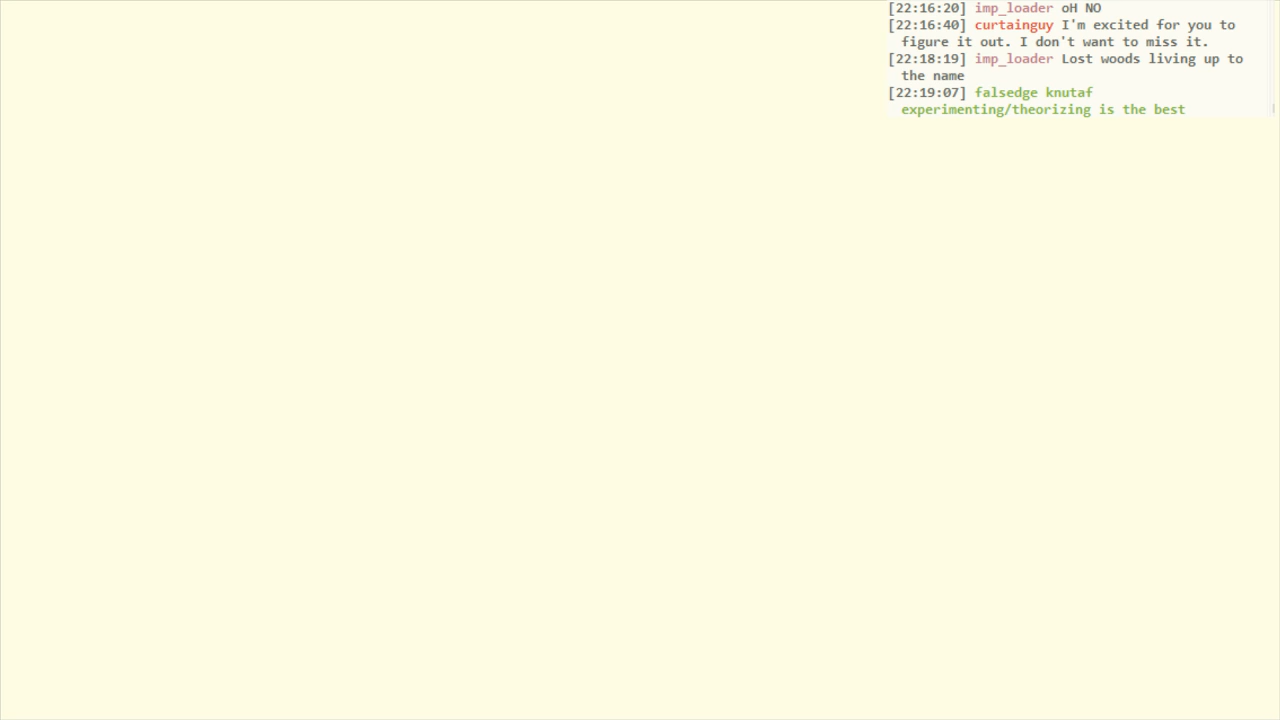 [22:16:20] imp_loader oH NO
[22:16:40] curtainguy I'm excited for you to
figure it out. I don't want to miss it.
[22:18:19] imp_loader Lost woods living up to
the name
[22:19:07] falsedge knutaf
experimenting/theorizing is the best